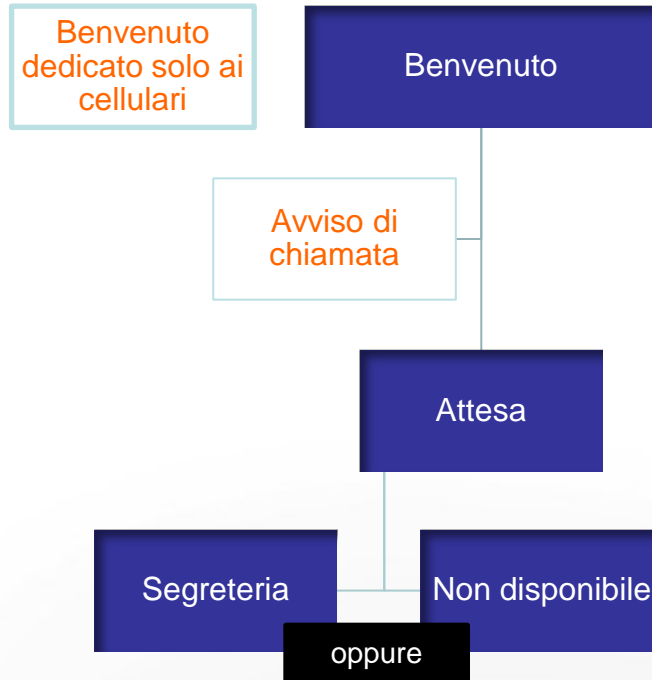 Benvenuto
dedicato solo ai
cellulari
Benvenuto
Avviso di
chiamata
Attesa
Segreteria
Non disponibile
oppure